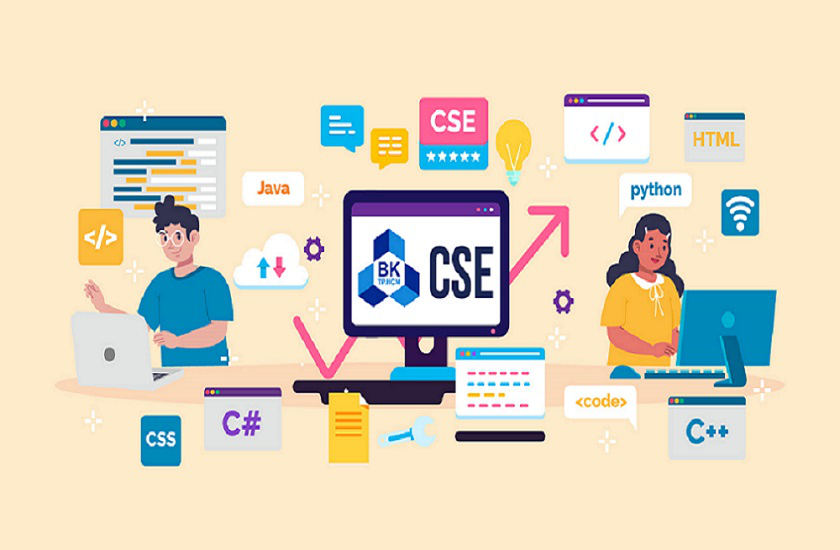 </>
CSE
</>
HTML
Java
python
</>
BK
TP.HCM
CSE
<code>
CSS
C#
C++